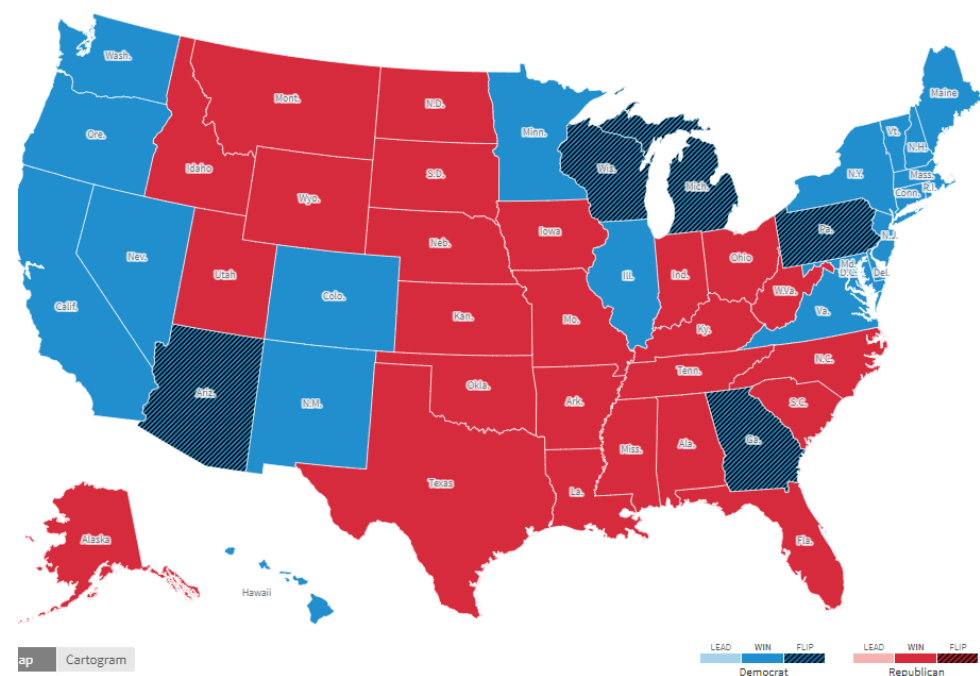 Wash.
Mont.
N.D.
Minn.
Maine
Ore.
Idaho
S.D.
Wis.
Mich.
Vt.
N.H.
N.Y.
Mass.
Conn.
R.I.
Wyo.
Neb.
Iowa
Pa.
N.J.
Nev.
Utah
Colo.
Ill.
Ind.
Ohio
Md.
D.C.
Del.
Calif.
Kan.
Mo.
W.Va.
Va.
Ky.
Ariz.
N.M.
Okla.
Ark.
Tenn.
N.C.
S.C.
Texas
La.
Miss.
Ala.
Ga.
Fla.
Alaska
Hawaii
ap Cartogram
LEAD WIN FLIP
Democrat
LEAD WIN FLIP
Republican